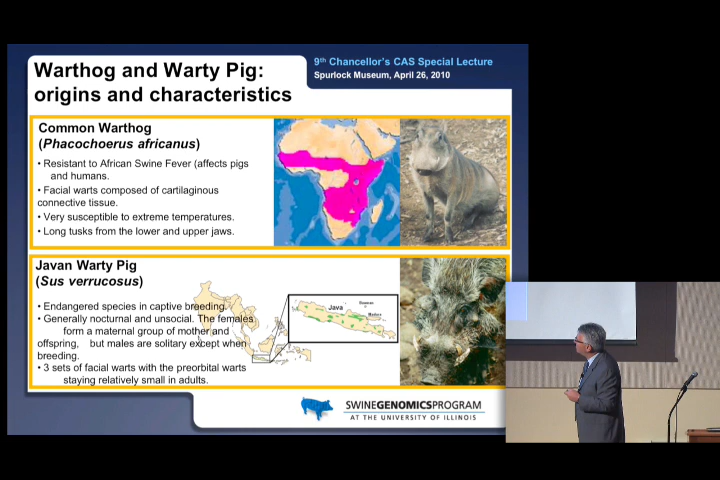 9th Chancellor's CAS Special Lecture
Spurlock Museum, April 26, 2010
Warthog and Warty Pig:
origins and characteristics
Common Warthog
(Phacochoerus africanus)
• Resistant to African Swine Fever (affects pigs
and humans.
• Facial warts composed of cartilaginous
connective tissue.
• Very susceptible to extreme temperatures.
• Long tusks from the lower and upper jaws.
Javan Warty Pig
(Sus verrucosus)
• Endangered species in captive breeding.
• Generally nocturnal and unsocial. The females
form a maternal group of mother and
offspring, but males are solitary except when
breeding.
• 3 sets of facial warts with the preorbital warts
staying relatively small in adults.
Java
Madura
SWINEGENOMICSPROGRAM
AT THE UNIVERSITY OF ILLINOIS